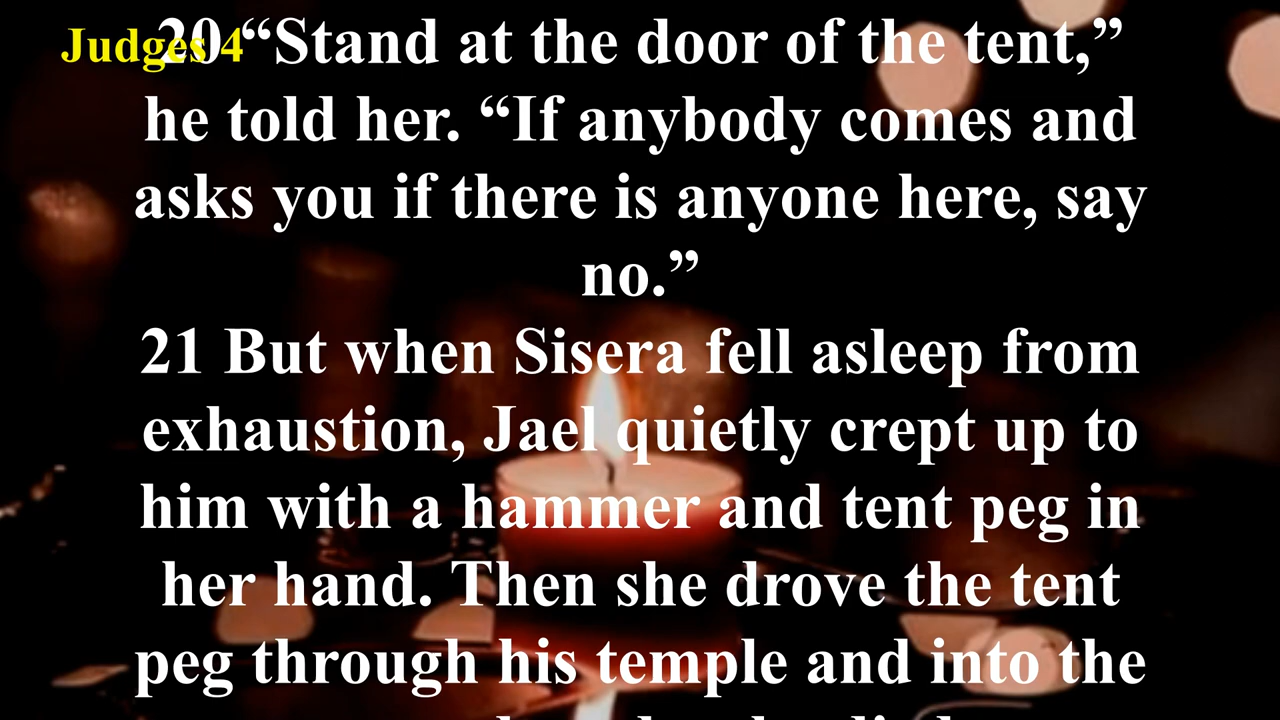 Judges 4
20 “Stand at the door of the tent,”
he told her. “If anybody comes and
asks you if there is anyone here, say
no.”
21 But when Sisera fell asleep from
exhaustion, Jael quietly crept up to
him with a hammer and tent peg in
her hand. Then she drove the tent
peg through his temple and into the